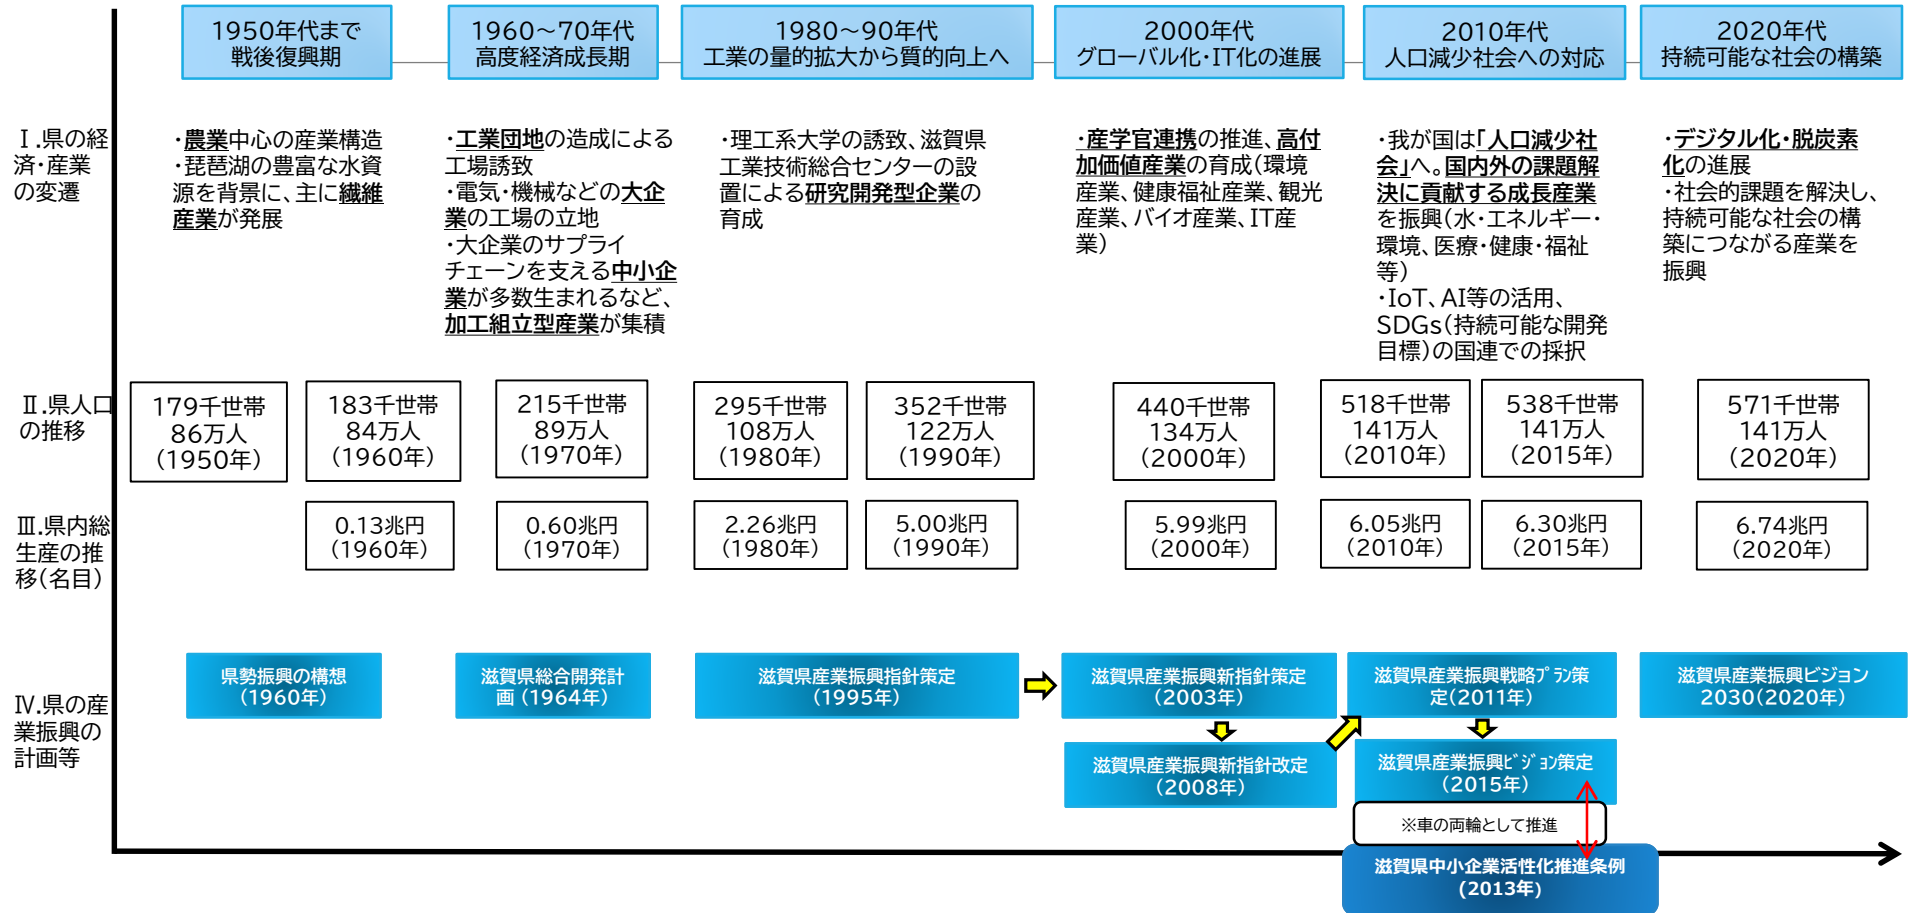 1950年代まで
戦後復興期
1960～70年代
高度経済成長期
1980～90年代
工業の量的拡大から質的向上へ
2000年代
グローバル化・IT化の進展
2010年代
人口減少社会への対応
2020年代
持続可能な社会の構築
Ⅰ.県の経
済・産業
の変遷
・農業中心の産業構造
・琵琶湖の豊富な水資
源を背景に、主に繊維
産業が発展
・工業団地の造成による
工場誘致
・電気・機械などの大企
業の工場の立地
・大企業のサプライ
チェーンを支える中小企
業が多数生まれるなど、
加工組立型産業が集積
・理工系大学の誘致、滋賀県
工業技術総合センターの設
置による研究開発型企業の
育成
・産学官連携の推進、高付
加価値産業の育成(環境
産業、健康福祉産業、観光
産業、バイオ産業、IT産
業)
・我が国は「人口減少社
会」へ。国内外の課題解
決に貢献する成長産業
を振興(水・エネルギー・
環境、医療・健康・福祉
等)
・IoT、AI等の活用、
SDGs(持続可能な開発
目標)の国連での採択
・デジタル化・脱炭素
化の進展
・社会的課題を解決し、
持続可能な社会の構
築につながる産業を
振興
Ⅱ.県人口
の推移
179千世帯
86万人
(1950年)
183千世帯
84万人
(1960年)
215千世帯
89万人
(1970年)
295千世帯
108万人
(1980年)
352千世帯
122万人
(1990年)
440千世帯
134万人
(2000年)
518千世帯
141万人
(2010年)
538千世帯
141万人
(2015年)
571千世帯
141万人
(2020年)
Ⅲ.県内総
生産の推
移(名目)
0.13兆円
(1960年)
0.60兆円
(1970年)
2.26兆円
(1980年)
5.00兆円
(1990年)
5.99兆円
(2000年)
6.05兆円
(2010年)
6.30兆円
(2015年)
6.74兆円
(2020年)
Ⅳ.県の産
業振興の
計画等
県勢振興の構想
(1960年)
滋賀県総合開発計
画 (1964年)
滋賀県産業振興指針策定
(1995年)
滋賀県産業振興新指針策定
(2003年)
滋賀県産業振興新指針改定
(2008年)
滋賀県産業振興戦略ﾌﾟﾗﾝ策
定(2011年)
滋賀県産業振興ﾋﾞｼﾞｮﾝ策定
(2015年)
※車の両輪として推進
滋賀県中小企業活性化推進条例
(2013年)
滋賀県産業振興ビジョン
2030(2020年)